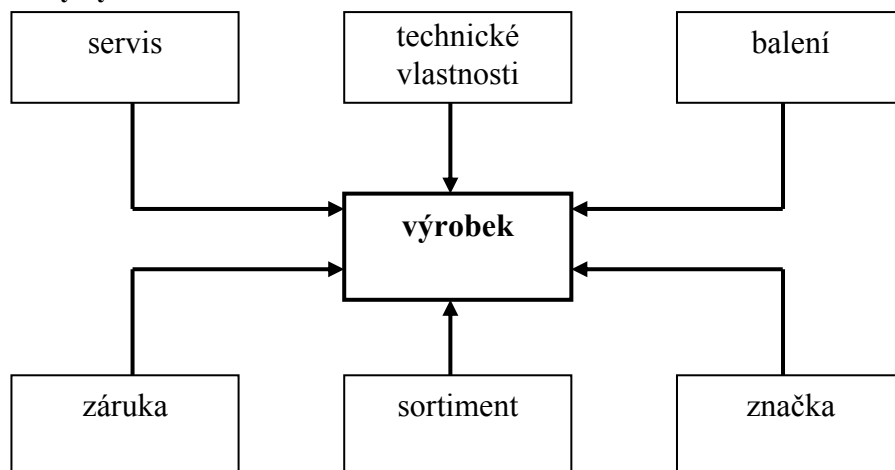 servis
technické
vlastnosti
balení
výrobek
záruka
sortiment
značka